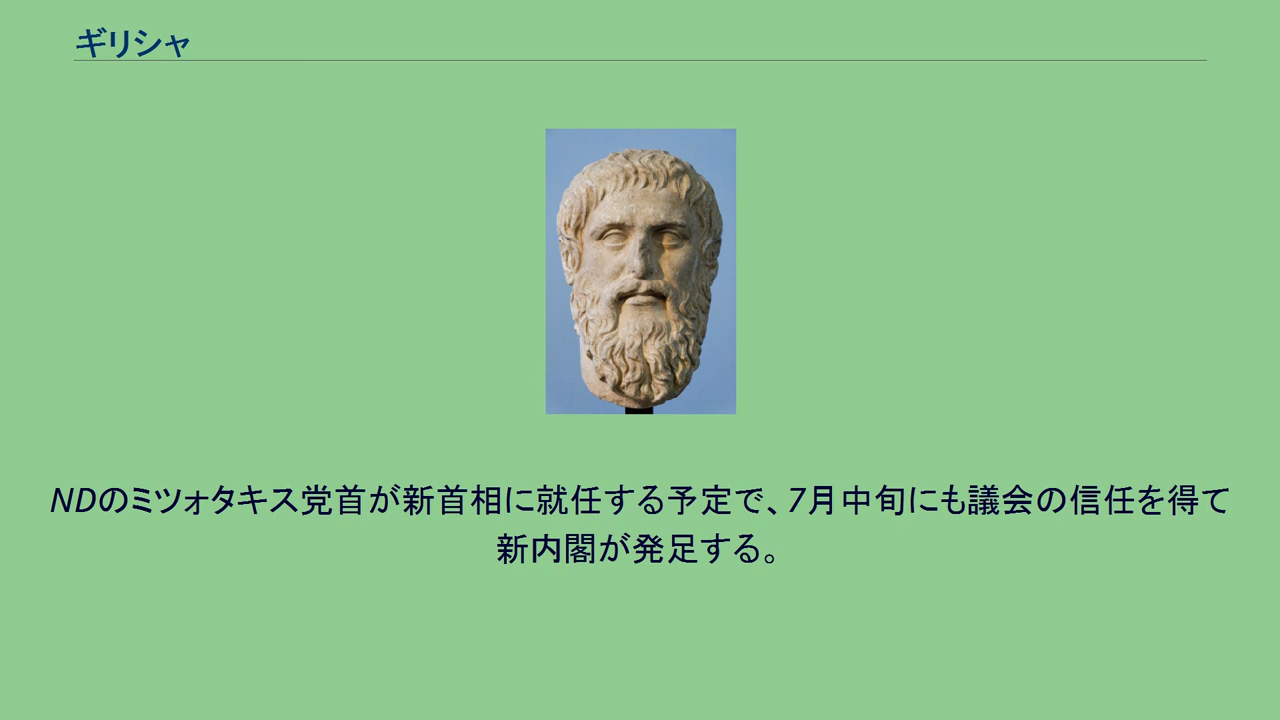 ギリシャ
NDのミツォタキス党首が新首相に就任する予定で、7月中旬にも議会の信任を得て
新内閣が発足する。